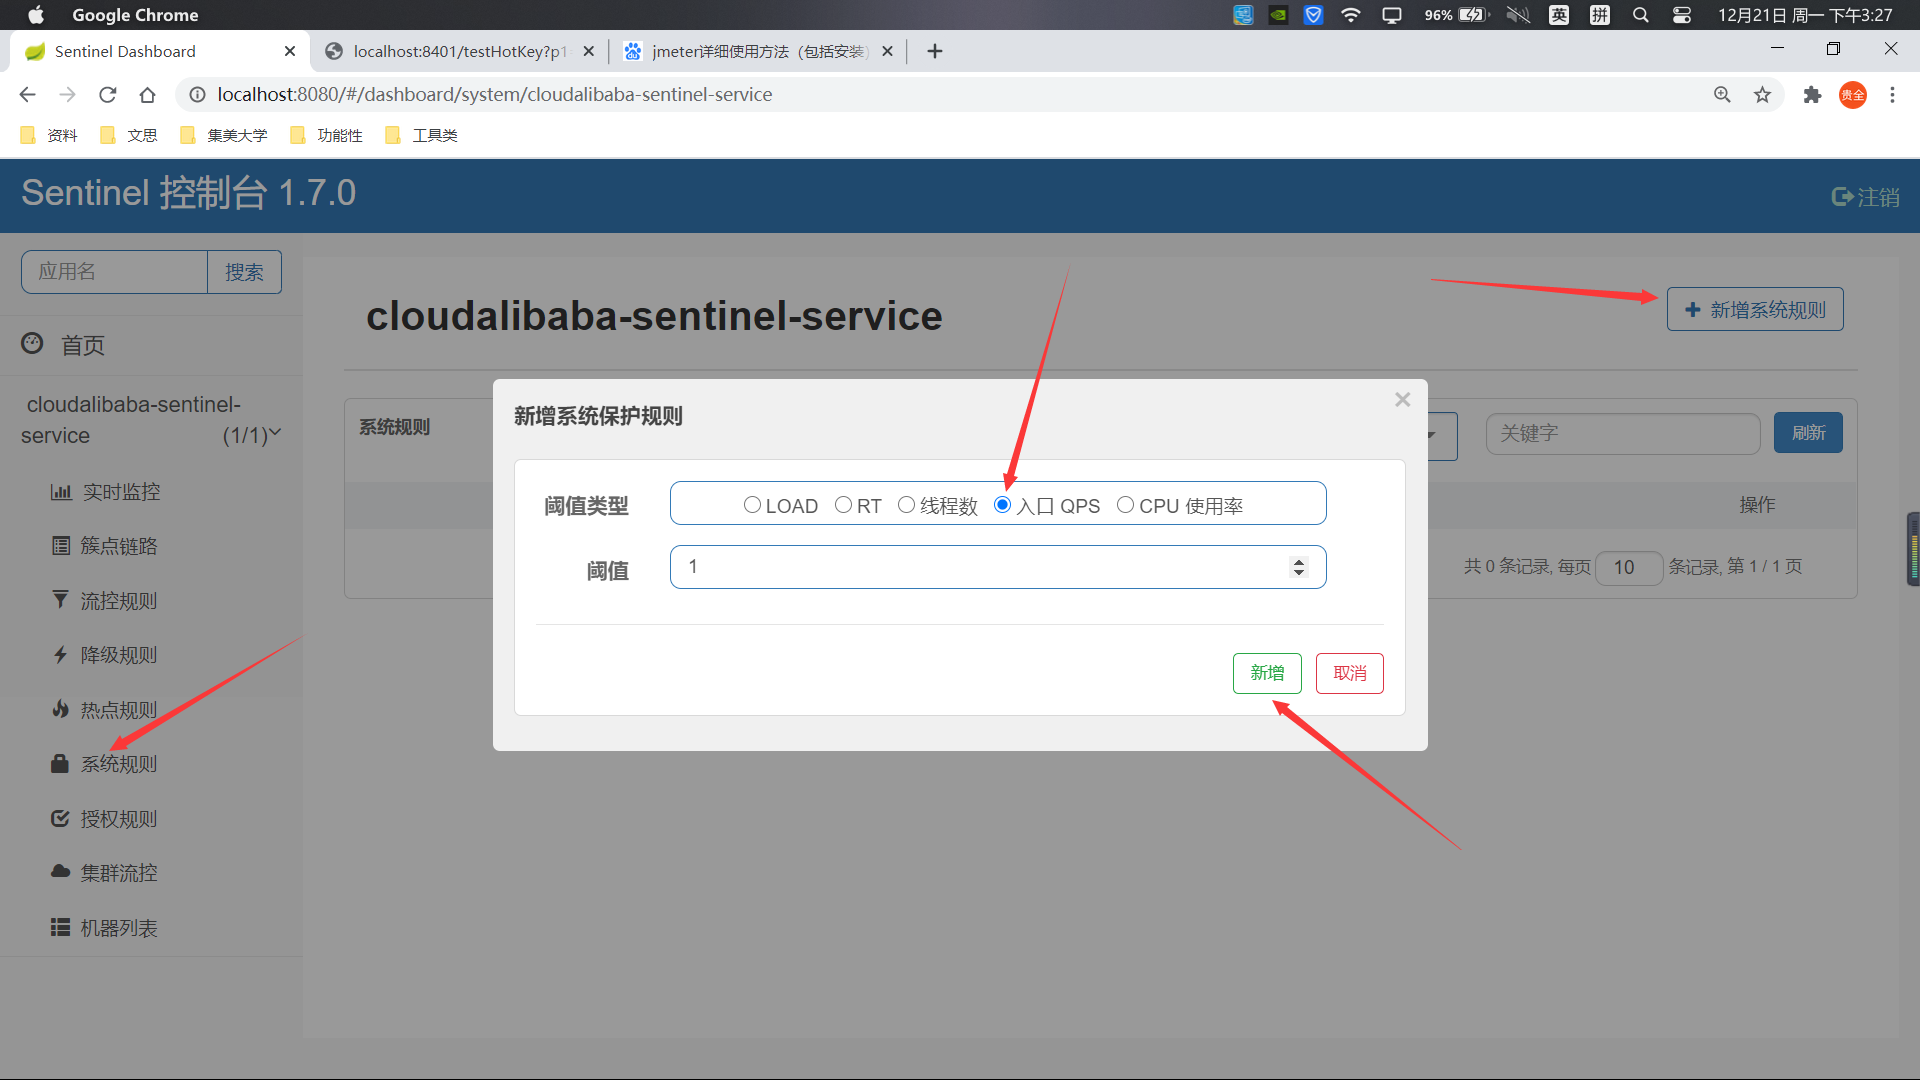 Google Chrome
96%
英
拼
12月21日 周一 下午3:27
Sentinel Dashboard
localhost:8401/testHotKey?p1
jmeter详细使用方法（包括安装）
localhost:8080/#/dashboard/system/cloudalibaba-sentinel-service
贵全
资料
文思
集美大学
功能性
工具类
Sentinel 控制台 1.7.0
注销
应用名
搜索
首页
cloudalibaba-sentinel-
service
(1/1)
实时监控
簇点链路
流控规则
降级规则
热点规则
系统规则
授权规则
集群流控
机器列表
cloudalibaba-sentinel-service
新增系统规则
系统规则
关键字
刷新
操作
共 0 条记录, 每页 10 条记录, 第 1 / 1 页
新增系统保护规则
阈值类型
LOAD RT 线程数 入口 QPS CPU 使用率
阈值
1
新增
取消